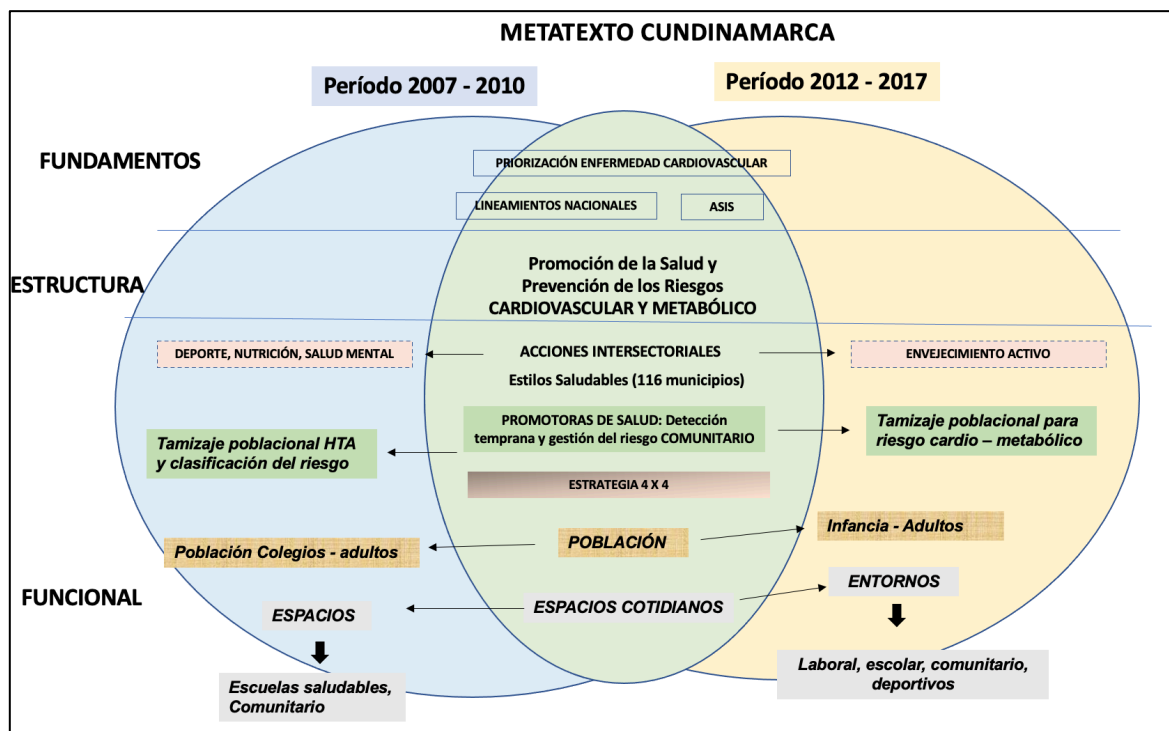 METATEXTO CUNDINAMARCA
Período 2007 - 2010
Período 2012 - 2017
FUNDAMENTOS
PRIORIZACIÓN ENFERMEDAD CARDIOVASCULAR
LINEAMIENTOS NACIONALES
ASIS
ESTRUCTURA
Promoción de la Salud y
Prevención de los Riesgos
CARDIOVASCULAR Y METABÓLICO
DEPORTE, NUTRICIÓN, SALUD MENTAL
ACCIONES INTERSECTORIALES
ENVEJECIMIENTO ACTIVO
Estilos Saludables (116 municipios)
Tamizaje poblacional HTA
y clasificación del riesgo
PROMOTORAS DE SALUD: Detección
temprana y gestión del riesgo COMUNITARIO
Tamizaje poblacional para
riesgo cardio – metabólico
ESTRATEGIA 4 X 4
Población Colegios - adultos
POBLACIÓN
Infancia - Adultos
FUNCIONAL
ESPACIOS
ESPACIOS COTIDIANOS
ENTORNOS
Escuelas saludables,
Comunitario
Laboral, escolar, comunitario,
deportivos